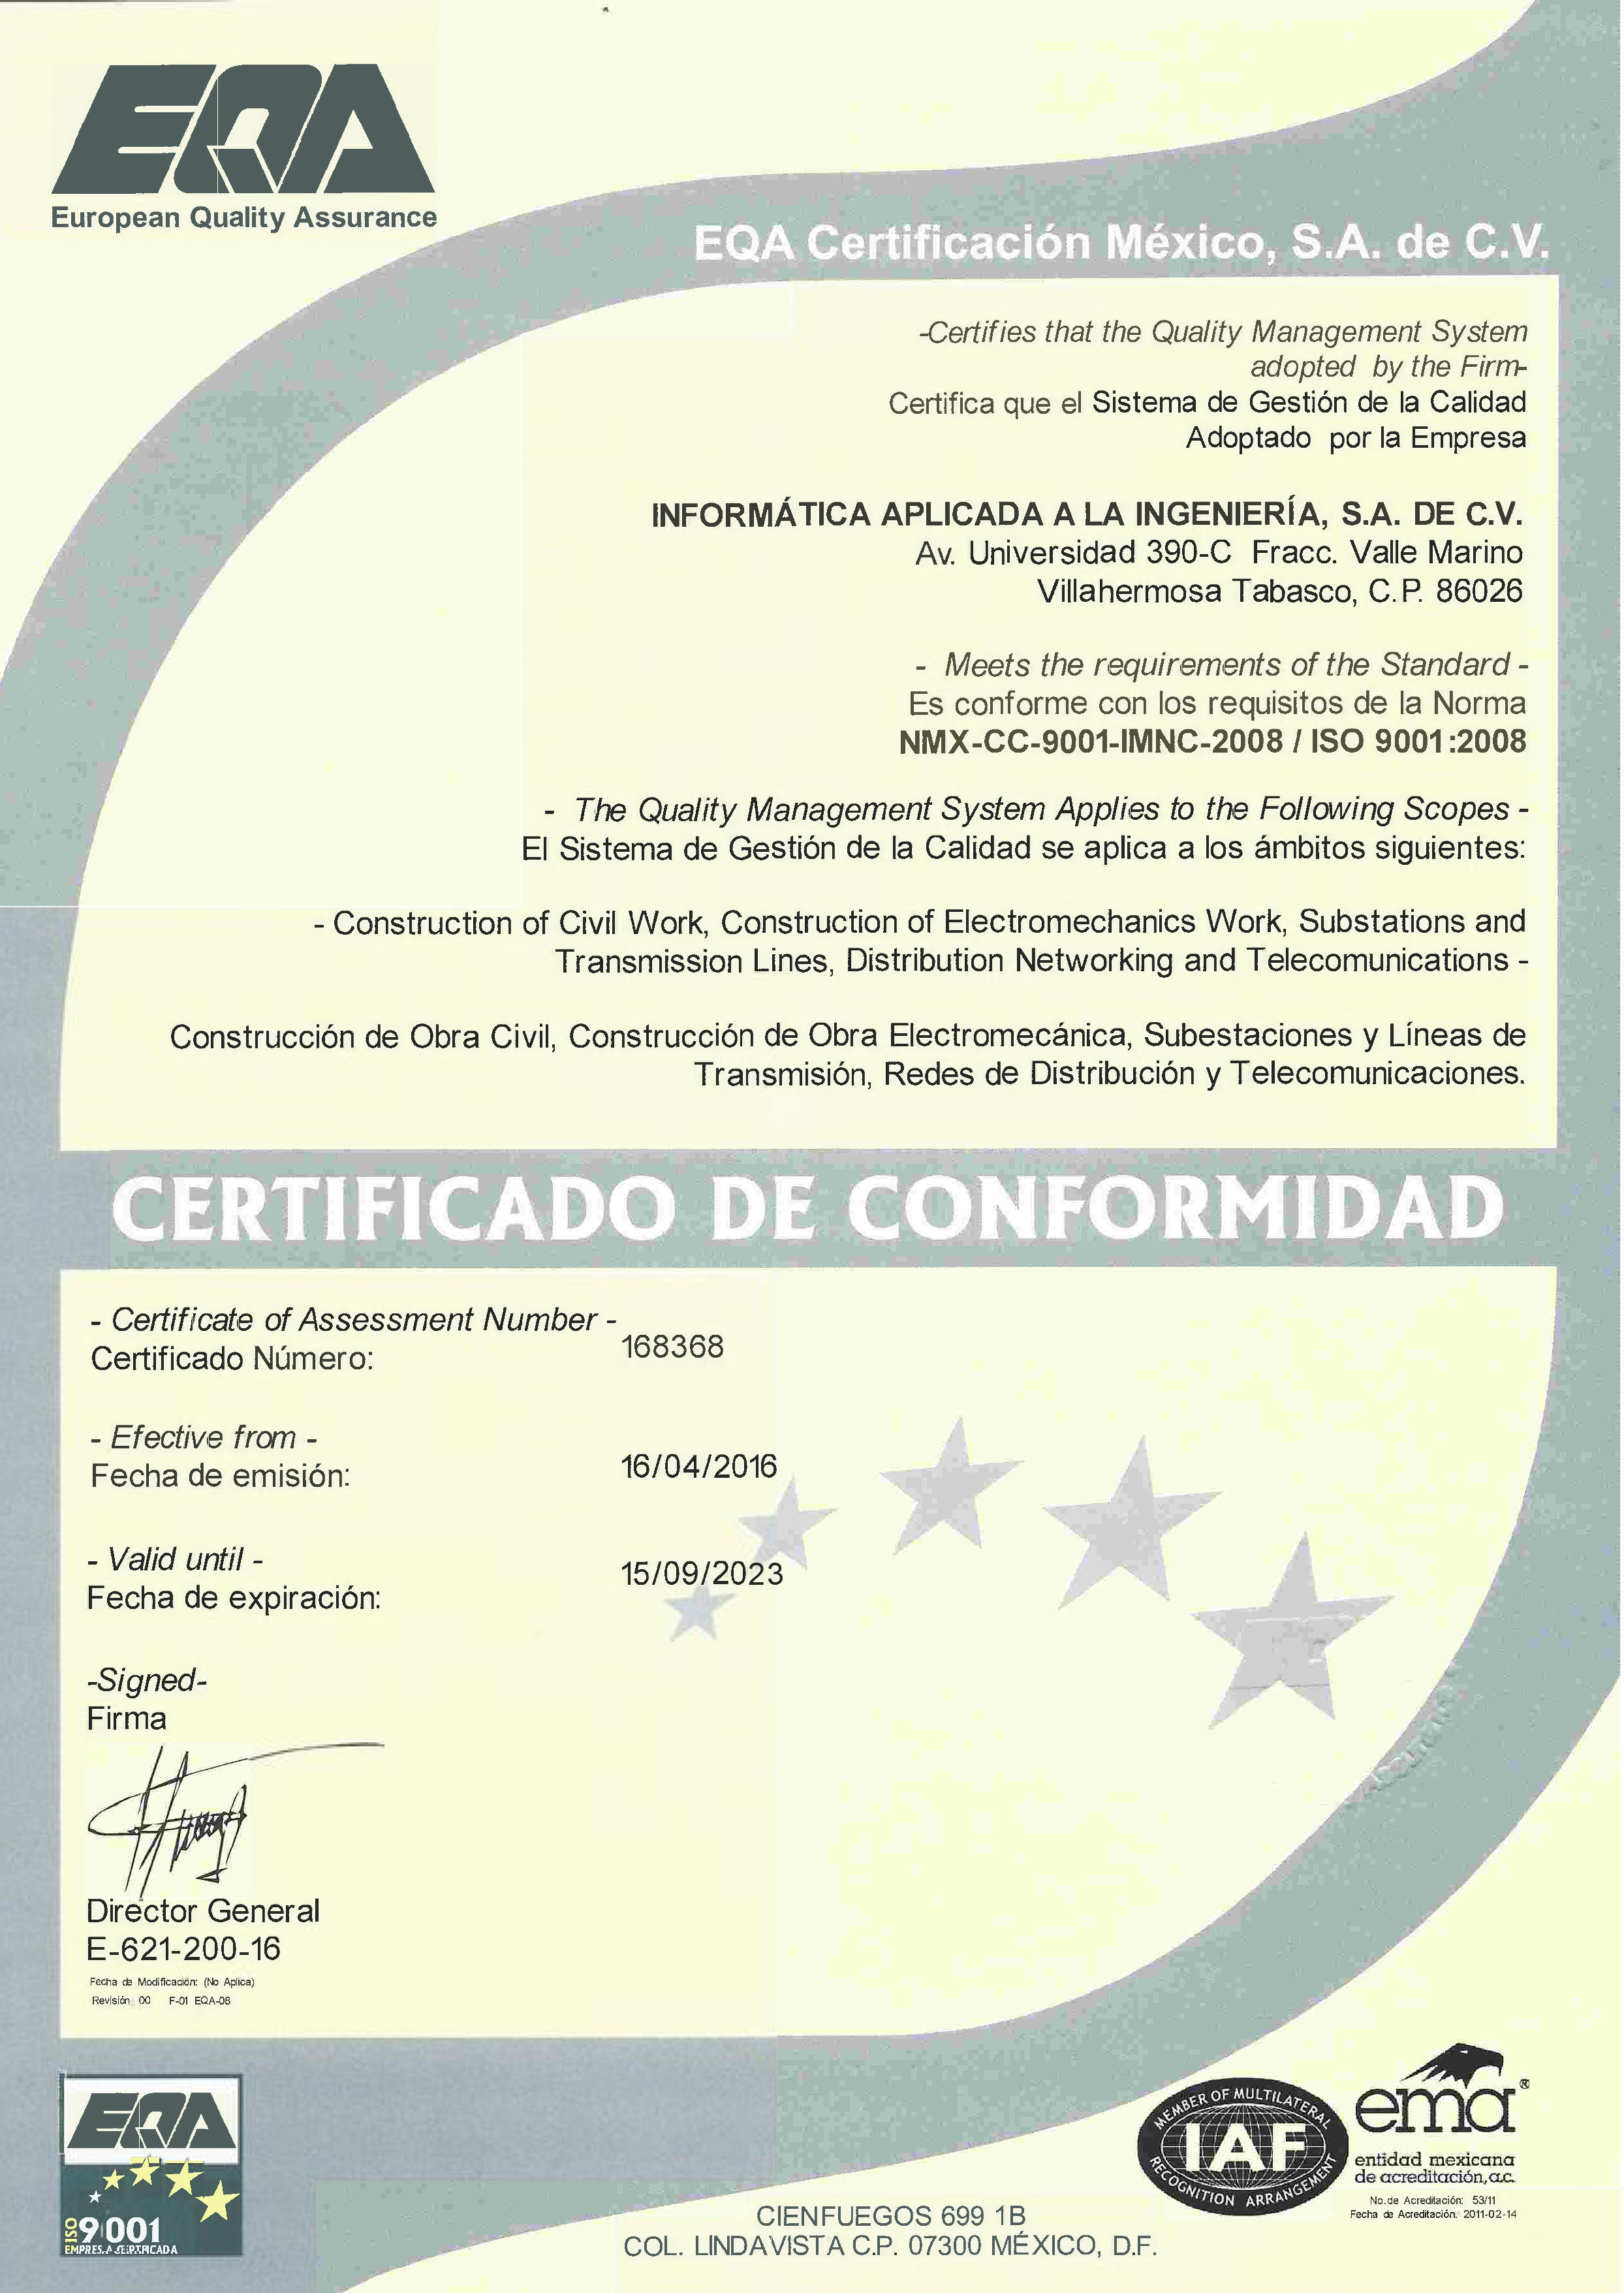 EQA
European Quality Assurance
EQA Certificación México, S.A. de C.V.
-Certifies that the Quality Management System
adopted by the Firm-
Certifica que el Sistema de Gestión de la Calidad
Adoptado por la Empresa
INFORMÁTICA APLICADA A LA INGENIERÍA, S.A. DE C.V.
Av. Universidad 390-C Fracc. Valle Marino
Villahermosa Tabasco, C.P. 86026
- Meets the requirements of the Standard -
Es conforme con los requisitos de la Norma
NMX-CC-9001-IMNC-2008 / ISO 9001:2008
- The Quality Management System Applies to the Following Scopes -
El Sistema de Gestión de la Calidad se aplica a los ámbitos siguientes:
- Construction of Civil Work, Construction of Electromechanics Work, Substations and
Transmission Lines, Distribution Networking and Telecomunications -
Construcción de Obra Civil, Construcción de Obra Electromecánica, Subestaciones y Líneas de
Transmisión, Redes de Distribución y Telecomunicaciones.
CERTIFICADO DE CONFORMIDAD
- Certificate of Assessment Number -
Certificado Número:
168368
- Efective from -
Fecha de emisión:
16/04/2016
- Valid until -
Fecha de expiración:
15/09/2023
-Signed-
Firma
Director General
E-621-200-16
Fecha de Modificación: (No Aplica)
Revisión: 00 F-01 EQA-08
EQA
ISO 9001
EMPRESA CERTIFICADA
MEMBER OF MULTILATERAL
IAF
RECOGNITION ARRANGEMENT
ema®
entidad mexicana
de acreditación, a.c.
No.de Acreditación: 53/11
Fecha de Acreditación: 2011-02-14
CIENFUEGOS 699 1B
COL. LINDAVISTA C.P. 07300 MÉXICO, D.F.